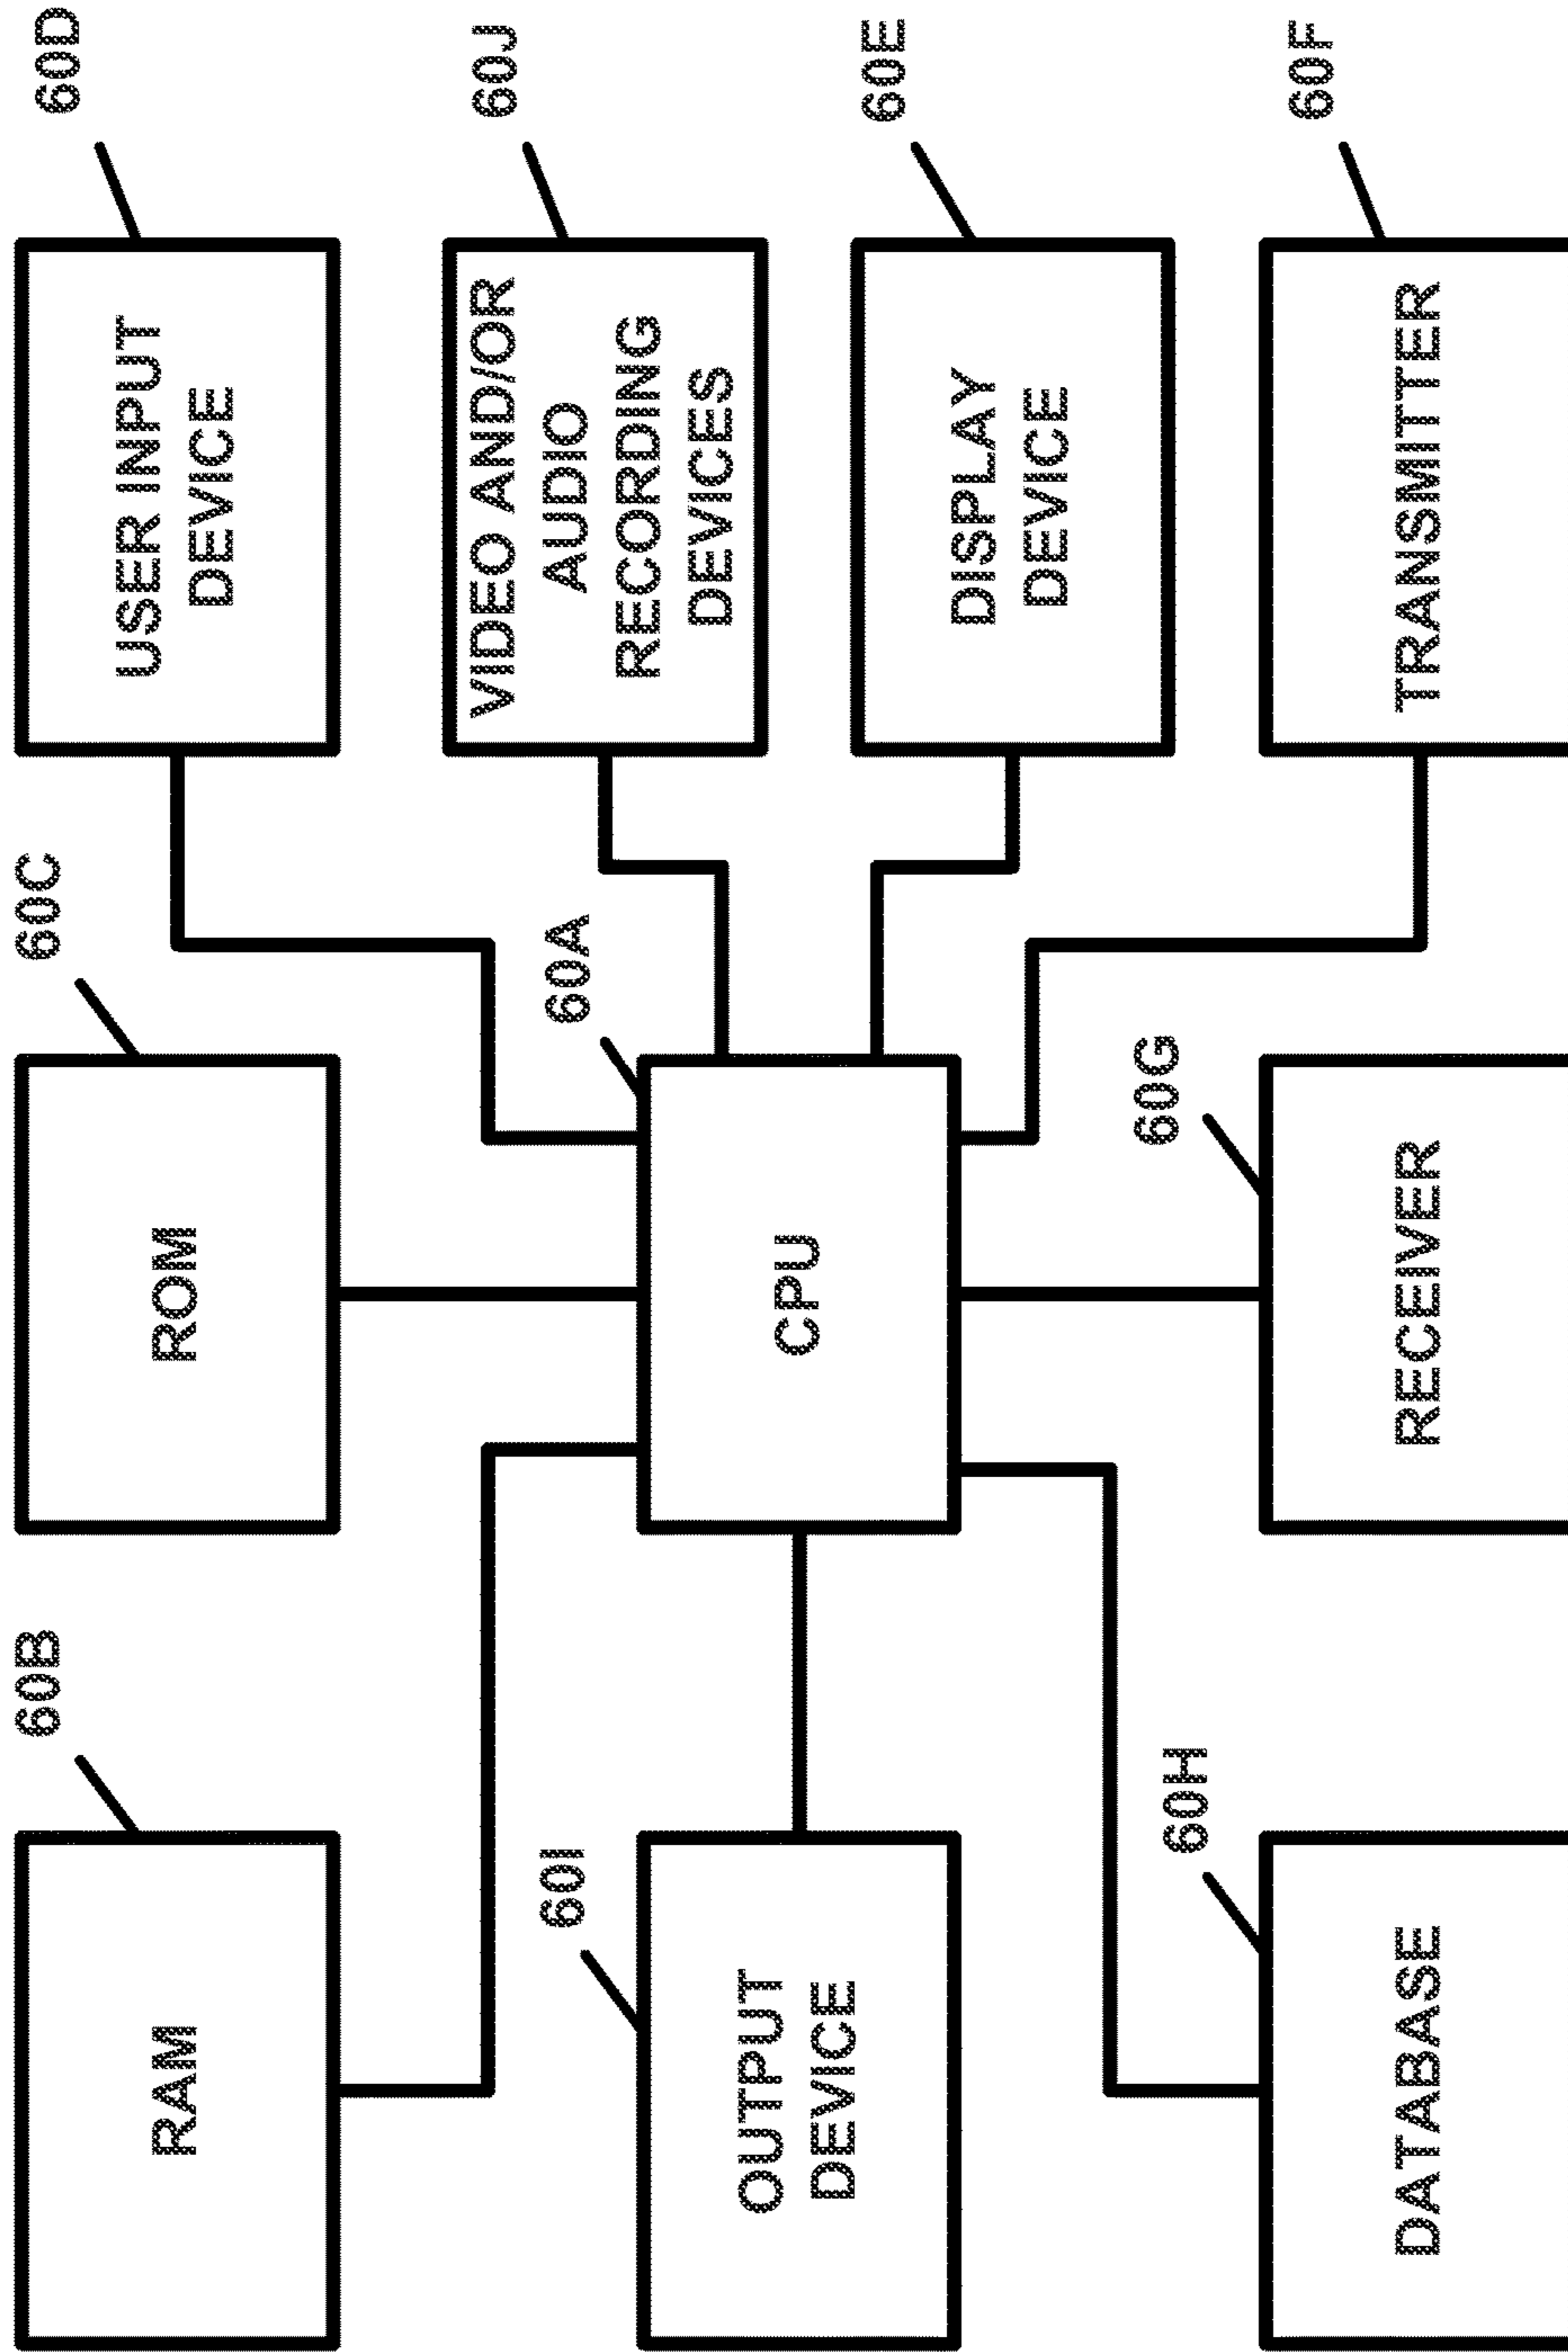 60B
RAM
60C
ROM
60D
USER INPUT
DEVICE
60I
OUTPUT
DEVICE
60A
CPU
60J
VIDEO AND/OR
AUDIO
RECORDING
DEVICES
60E
DISPLAY
DEVICE
60H
DATABASE
60G
RECEIVER
60F
TRANSMITTER